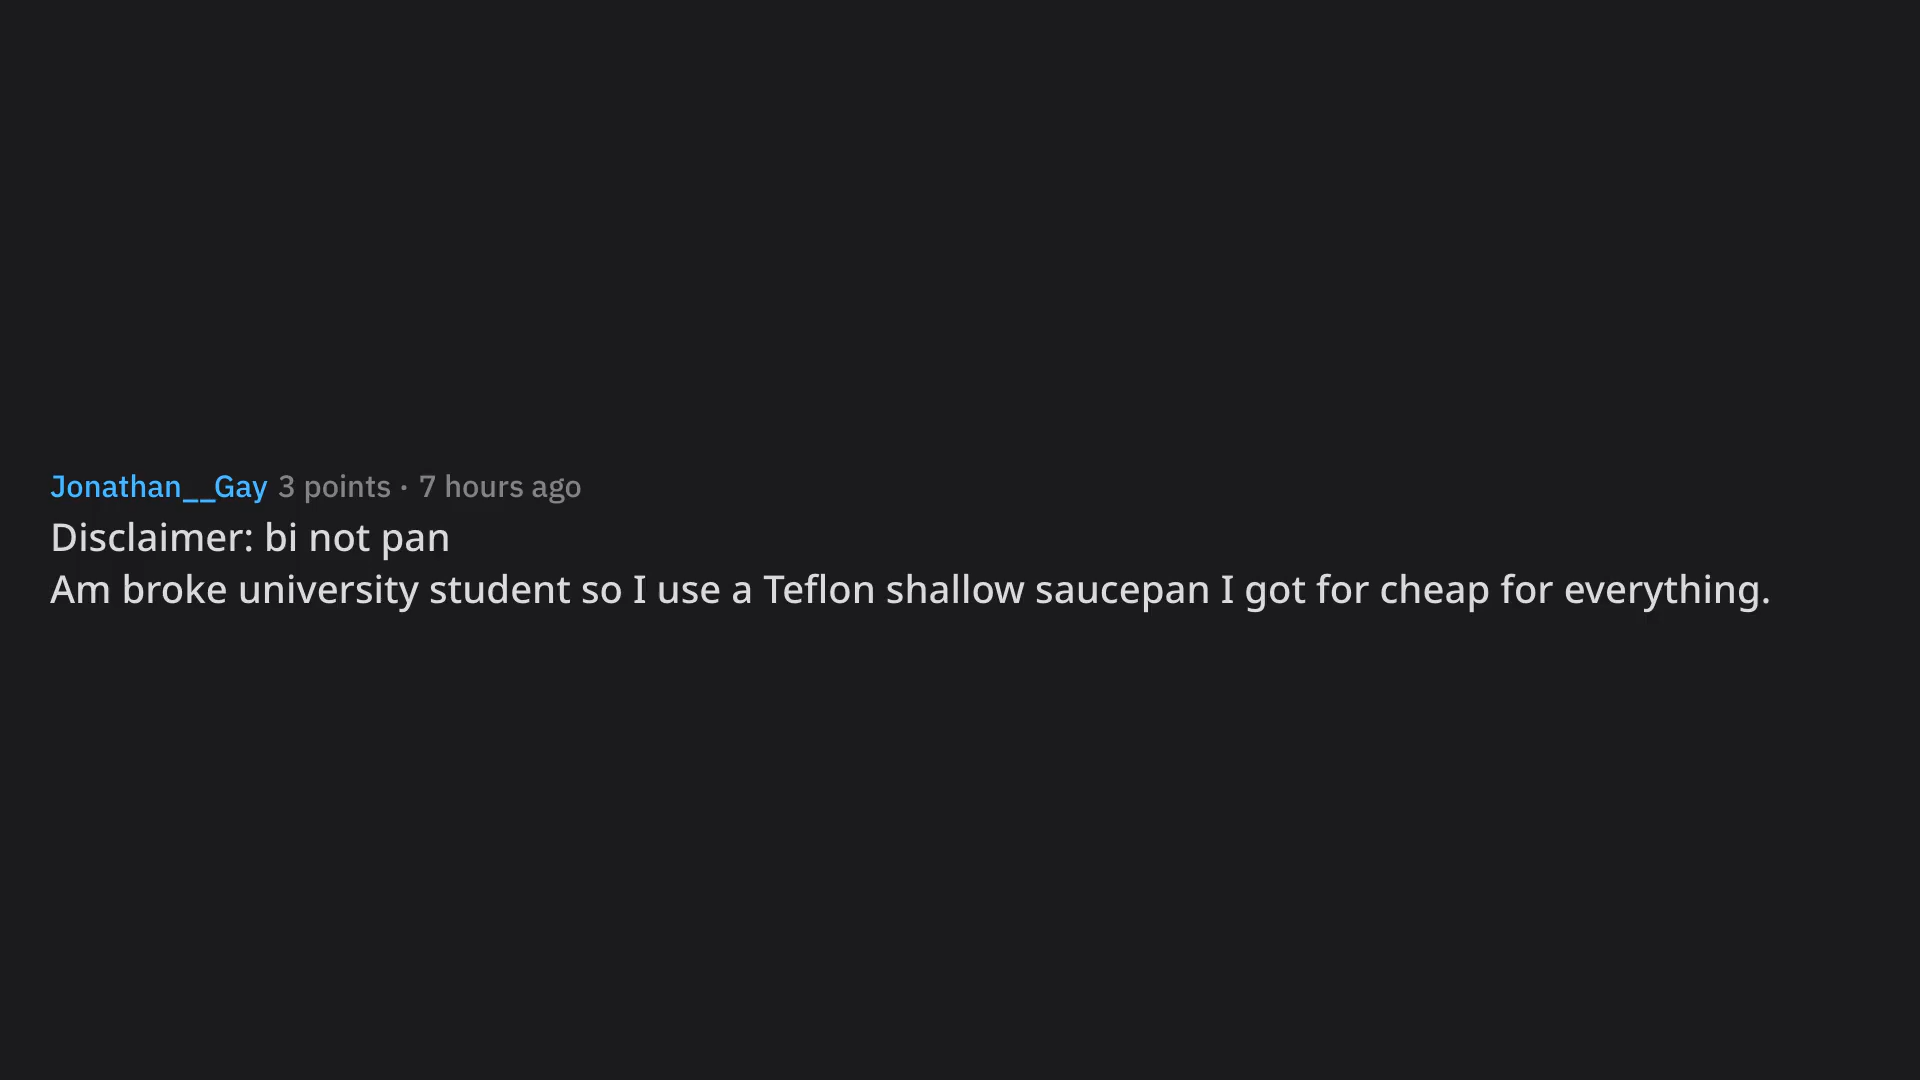 Jonathan__Gay 3 points · 7 hours ago
Disclaimer: bi not pan
Am broke university student so I use a Teflon shallow saucepan I got for cheap for everything.